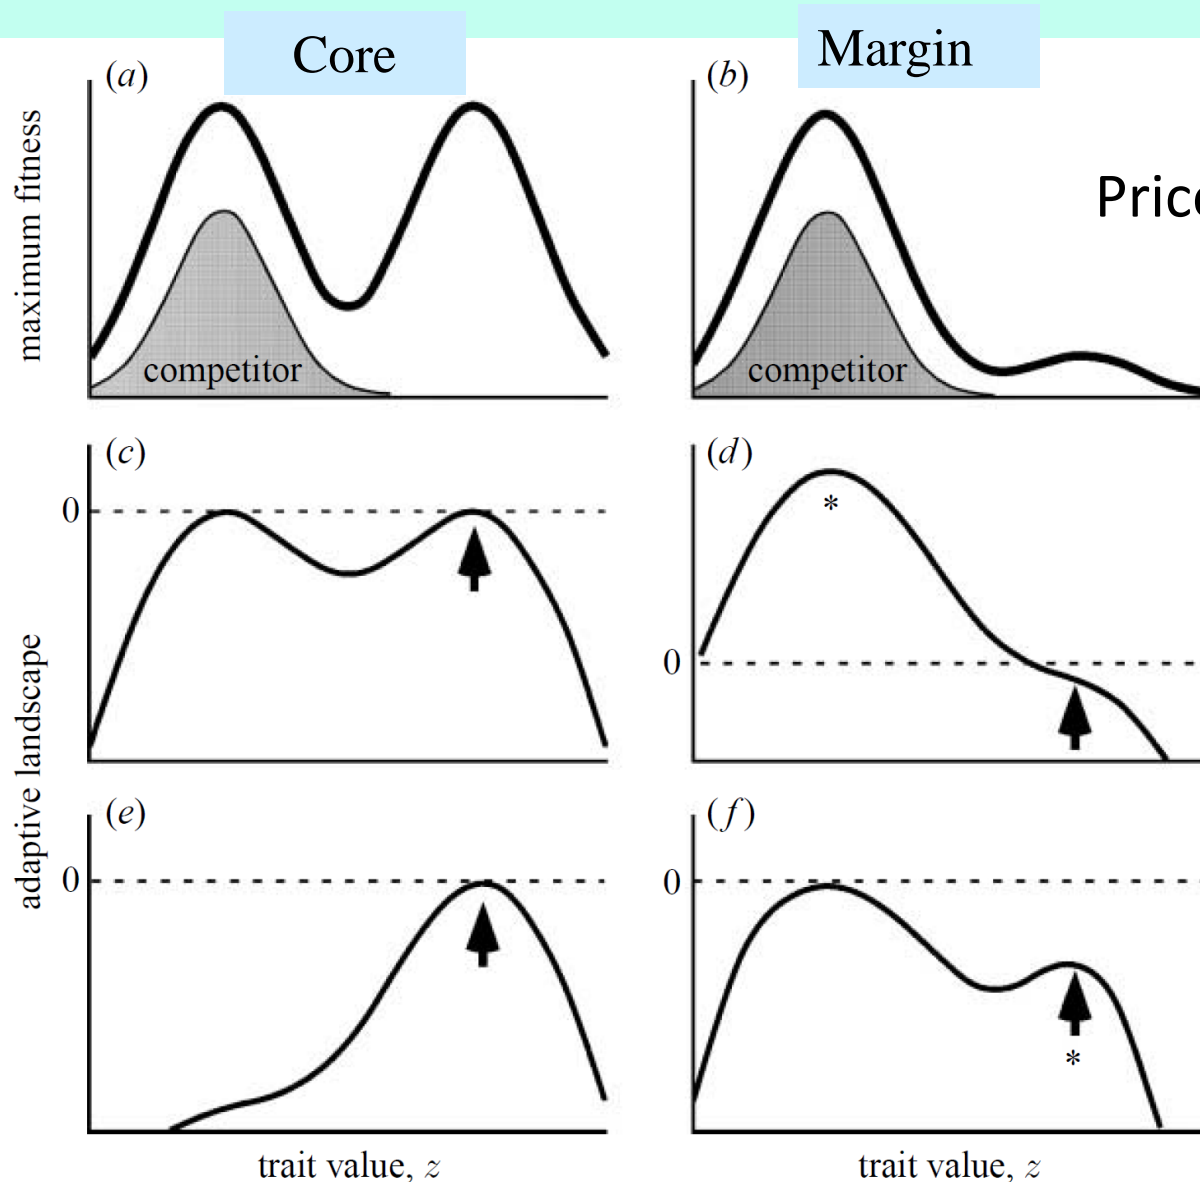 Core
Margin
(a)
(b)
maximum fitness
competitor
competitor
(c)
(d)
0
*
0
adaptive landscape
(e)
(f)
0
0
*
trait value, z
trait value, z